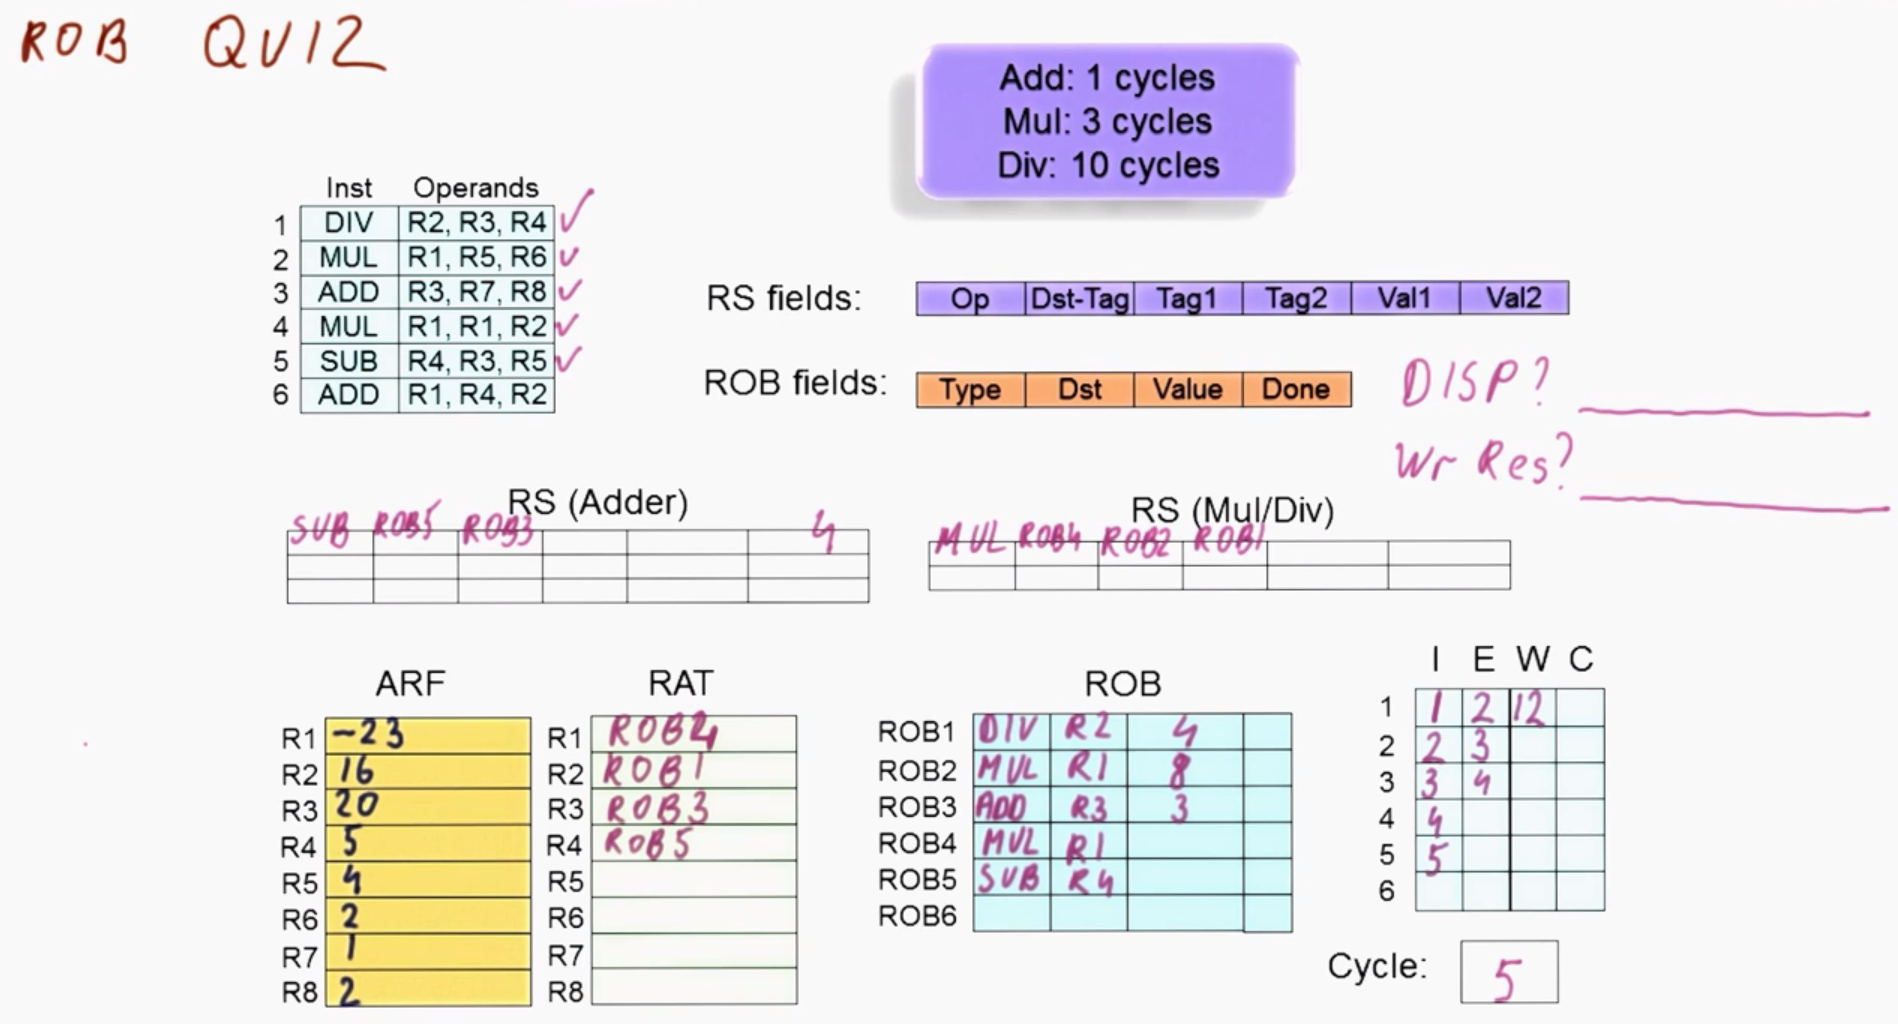 ROB QUIZ
Add: 1 cycles
Mul: 3 cycles
Div: 10 cycles
Inst Operands
1 DIV R2, R3, R4 ✓
2 MUL R1, R5, R6 ✓
3 ADD R3, R7, R8 ✓
4 MUL R1, R1, R2 ✓
5 SUB R4, R3, R5 ✓
6 ADD R1, R4, R2
RS fields: Op Dst-Tag Tag1 Tag2 Val1 Val2
ROB fields: Type Dst Value Done
DISP?
Wr Res?
RS (Adder)
SUB ROB5 ROB3 4
RS (Mul/Div)
MUL ROB4 ROB2 ROB1
ARF
R1 -23
R2 16
R3 20
R4 5
R5 4
R6 2
R7 1
R8 2
RAT
R1 ROB4
R2 ROB1
R3 ROB3
R4 ROB5
R5
R6
R7
R8
ROB
ROB1 DIV R2 4
ROB2 MUL R1 8
ROB3 ADD R3 3
ROB4 MUL R1
ROB5 SUB R4
ROB6
I E W C
1 1 2 12
2 2 3
3 3 4
4 4
5 5
6
Cycle: 5